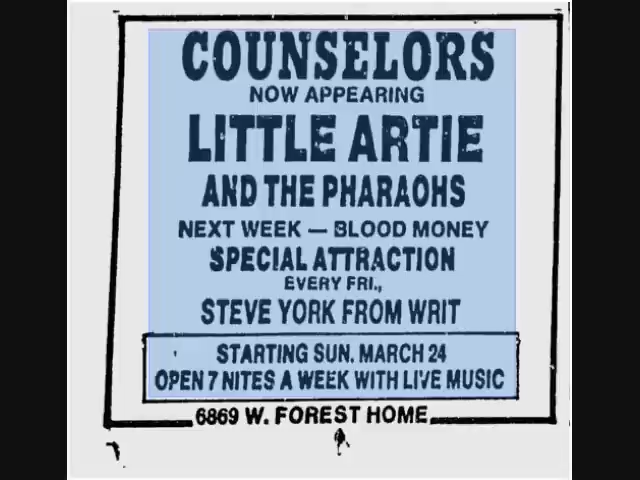 COUNSELORS
NOW APPEARING
LITTLE ARTIE
AND THE PHARAOHS
NEXT WEEK — BLOOD MONEY
SPECIAL ATTRACTION
EVERY FRI.,
STEVE YORK FROM WRIT
STARTING SUN. MARCH 24
OPEN 7 NITES A WEEK WITH LIVE MUSIC
6869 W. FOREST HOME